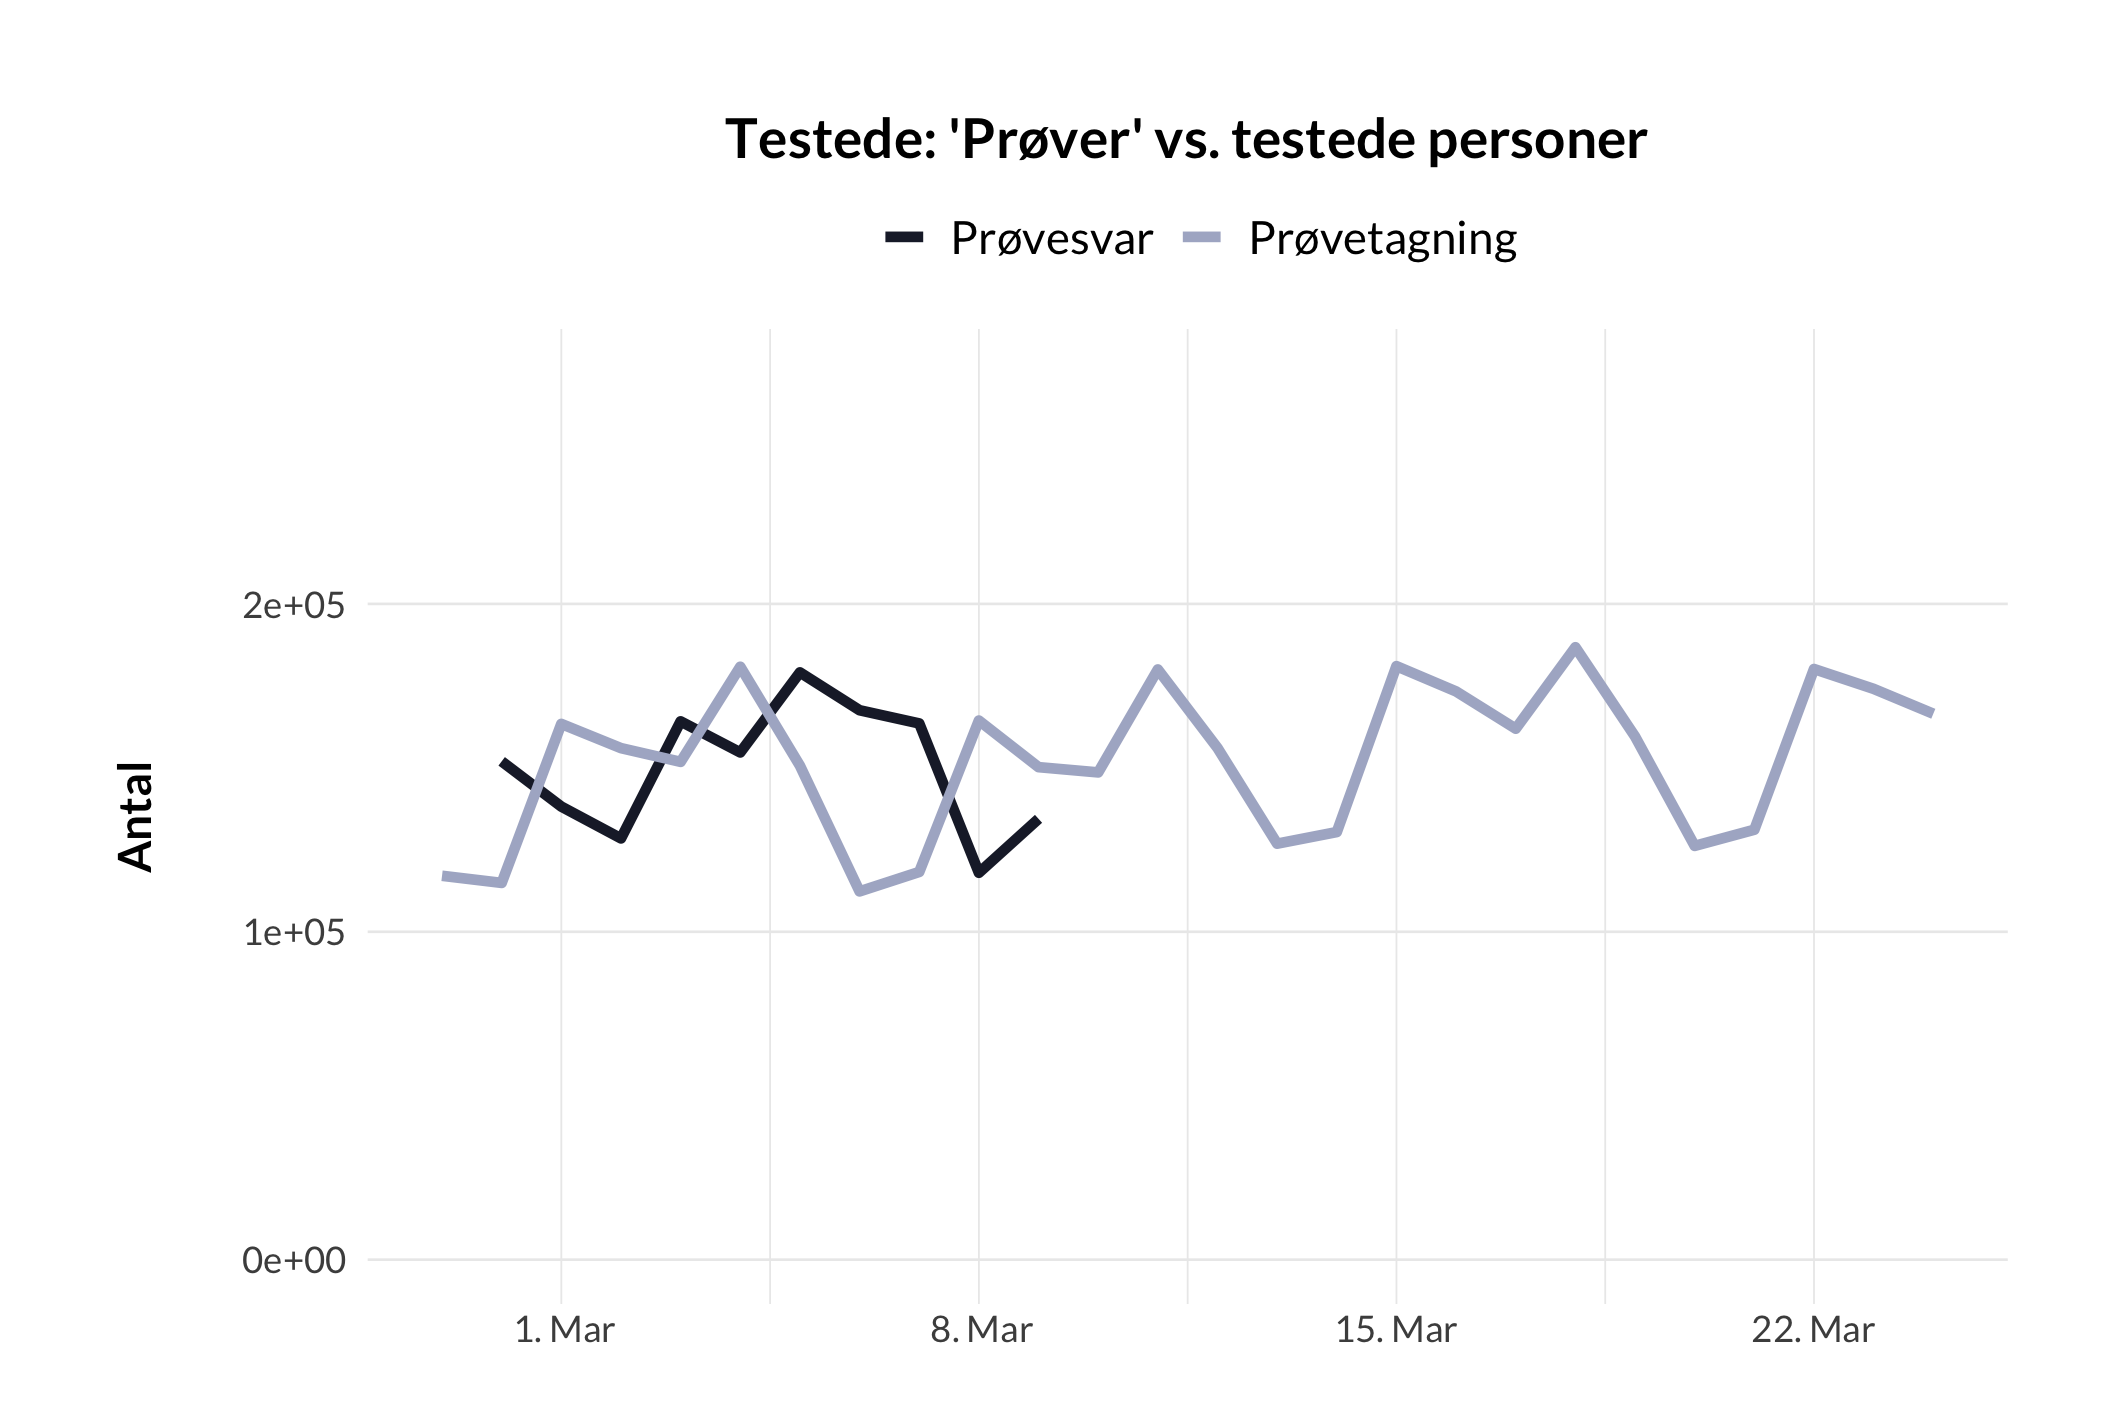 Testede: 'Prøver' vs. testede personer
Prøvesvar Prøvetagning
Antal
2e+05
1e+05
0e+00
1. Mar 8. Mar 15. Mar 22. Mar